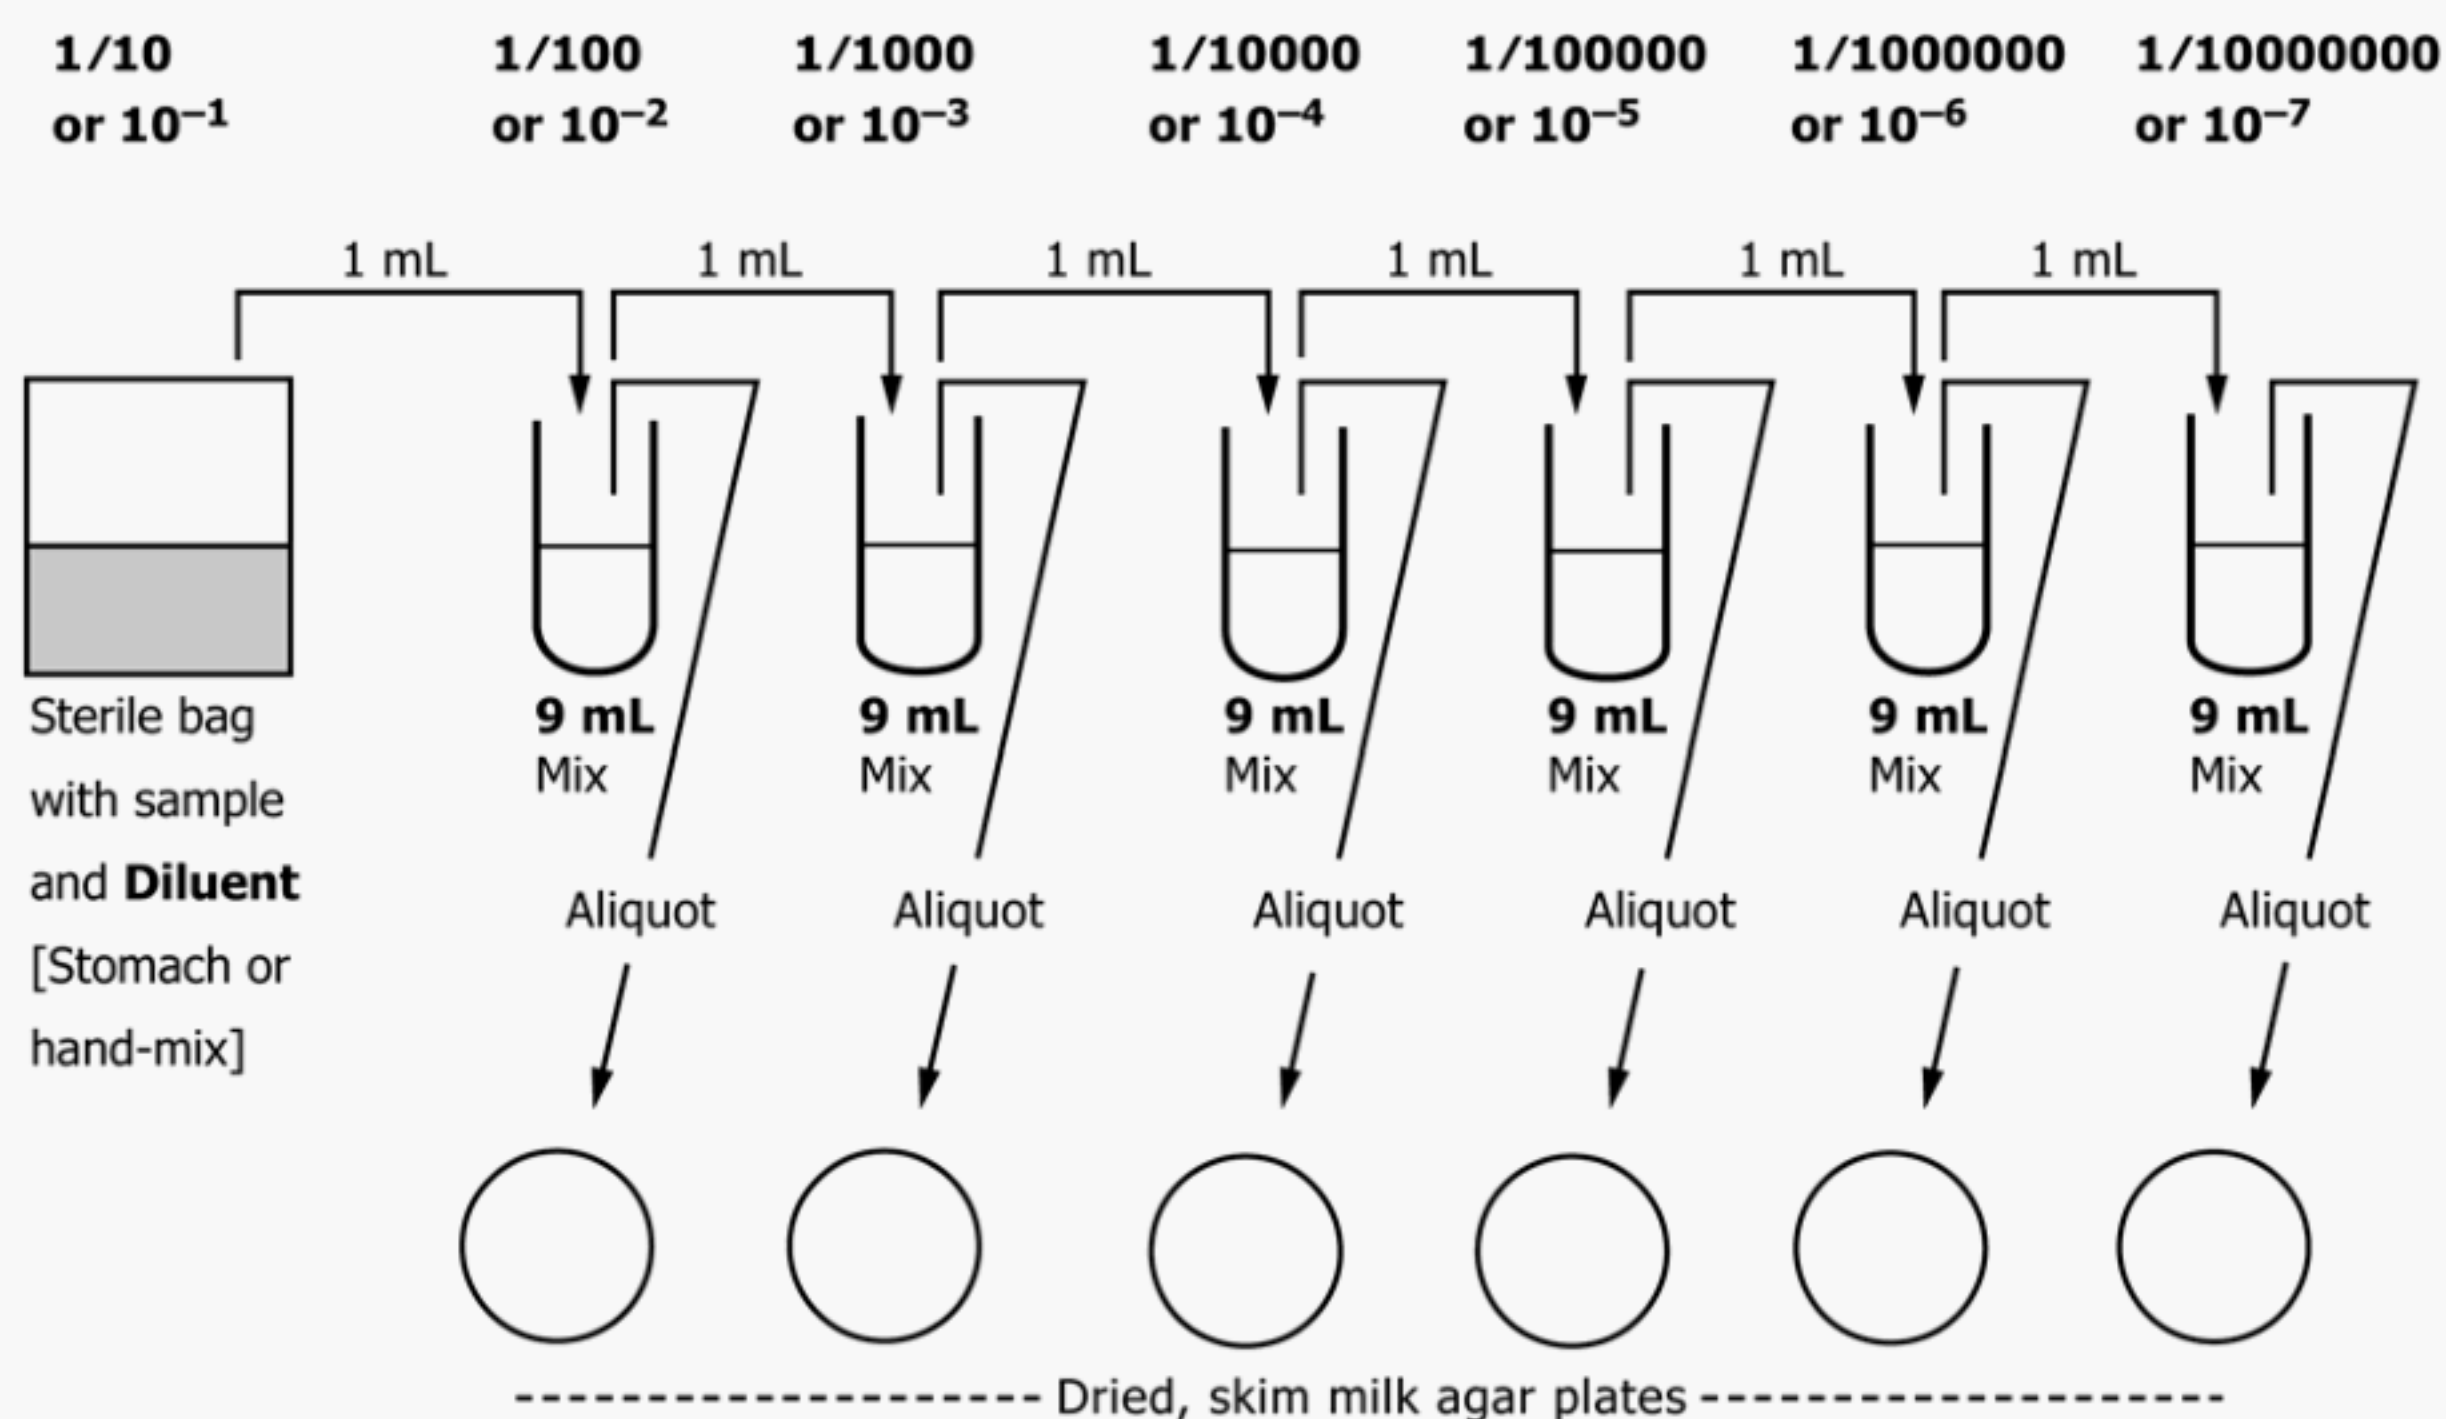 1/10 1/100 1/1000 1/10000 1/100000 1/1000000 1/10000000
or 10⁻¹ or 10⁻² or 10⁻³ or 10⁻⁴ or 10⁻⁵ or 10⁻⁶ or 10⁻⁷
1 mL 1 mL 1 mL 1 mL 1 mL 1 mL
Sterile bag
with sample
and Diluent
[Stomach or
hand-mix]
9 mL 9 mL 9 mL 9 mL 9 mL 9 mL
Mix Mix Mix Mix Mix Mix
Aliquot Aliquot Aliquot Aliquot Aliquot Aliquot
Dried, skim milk agar plates